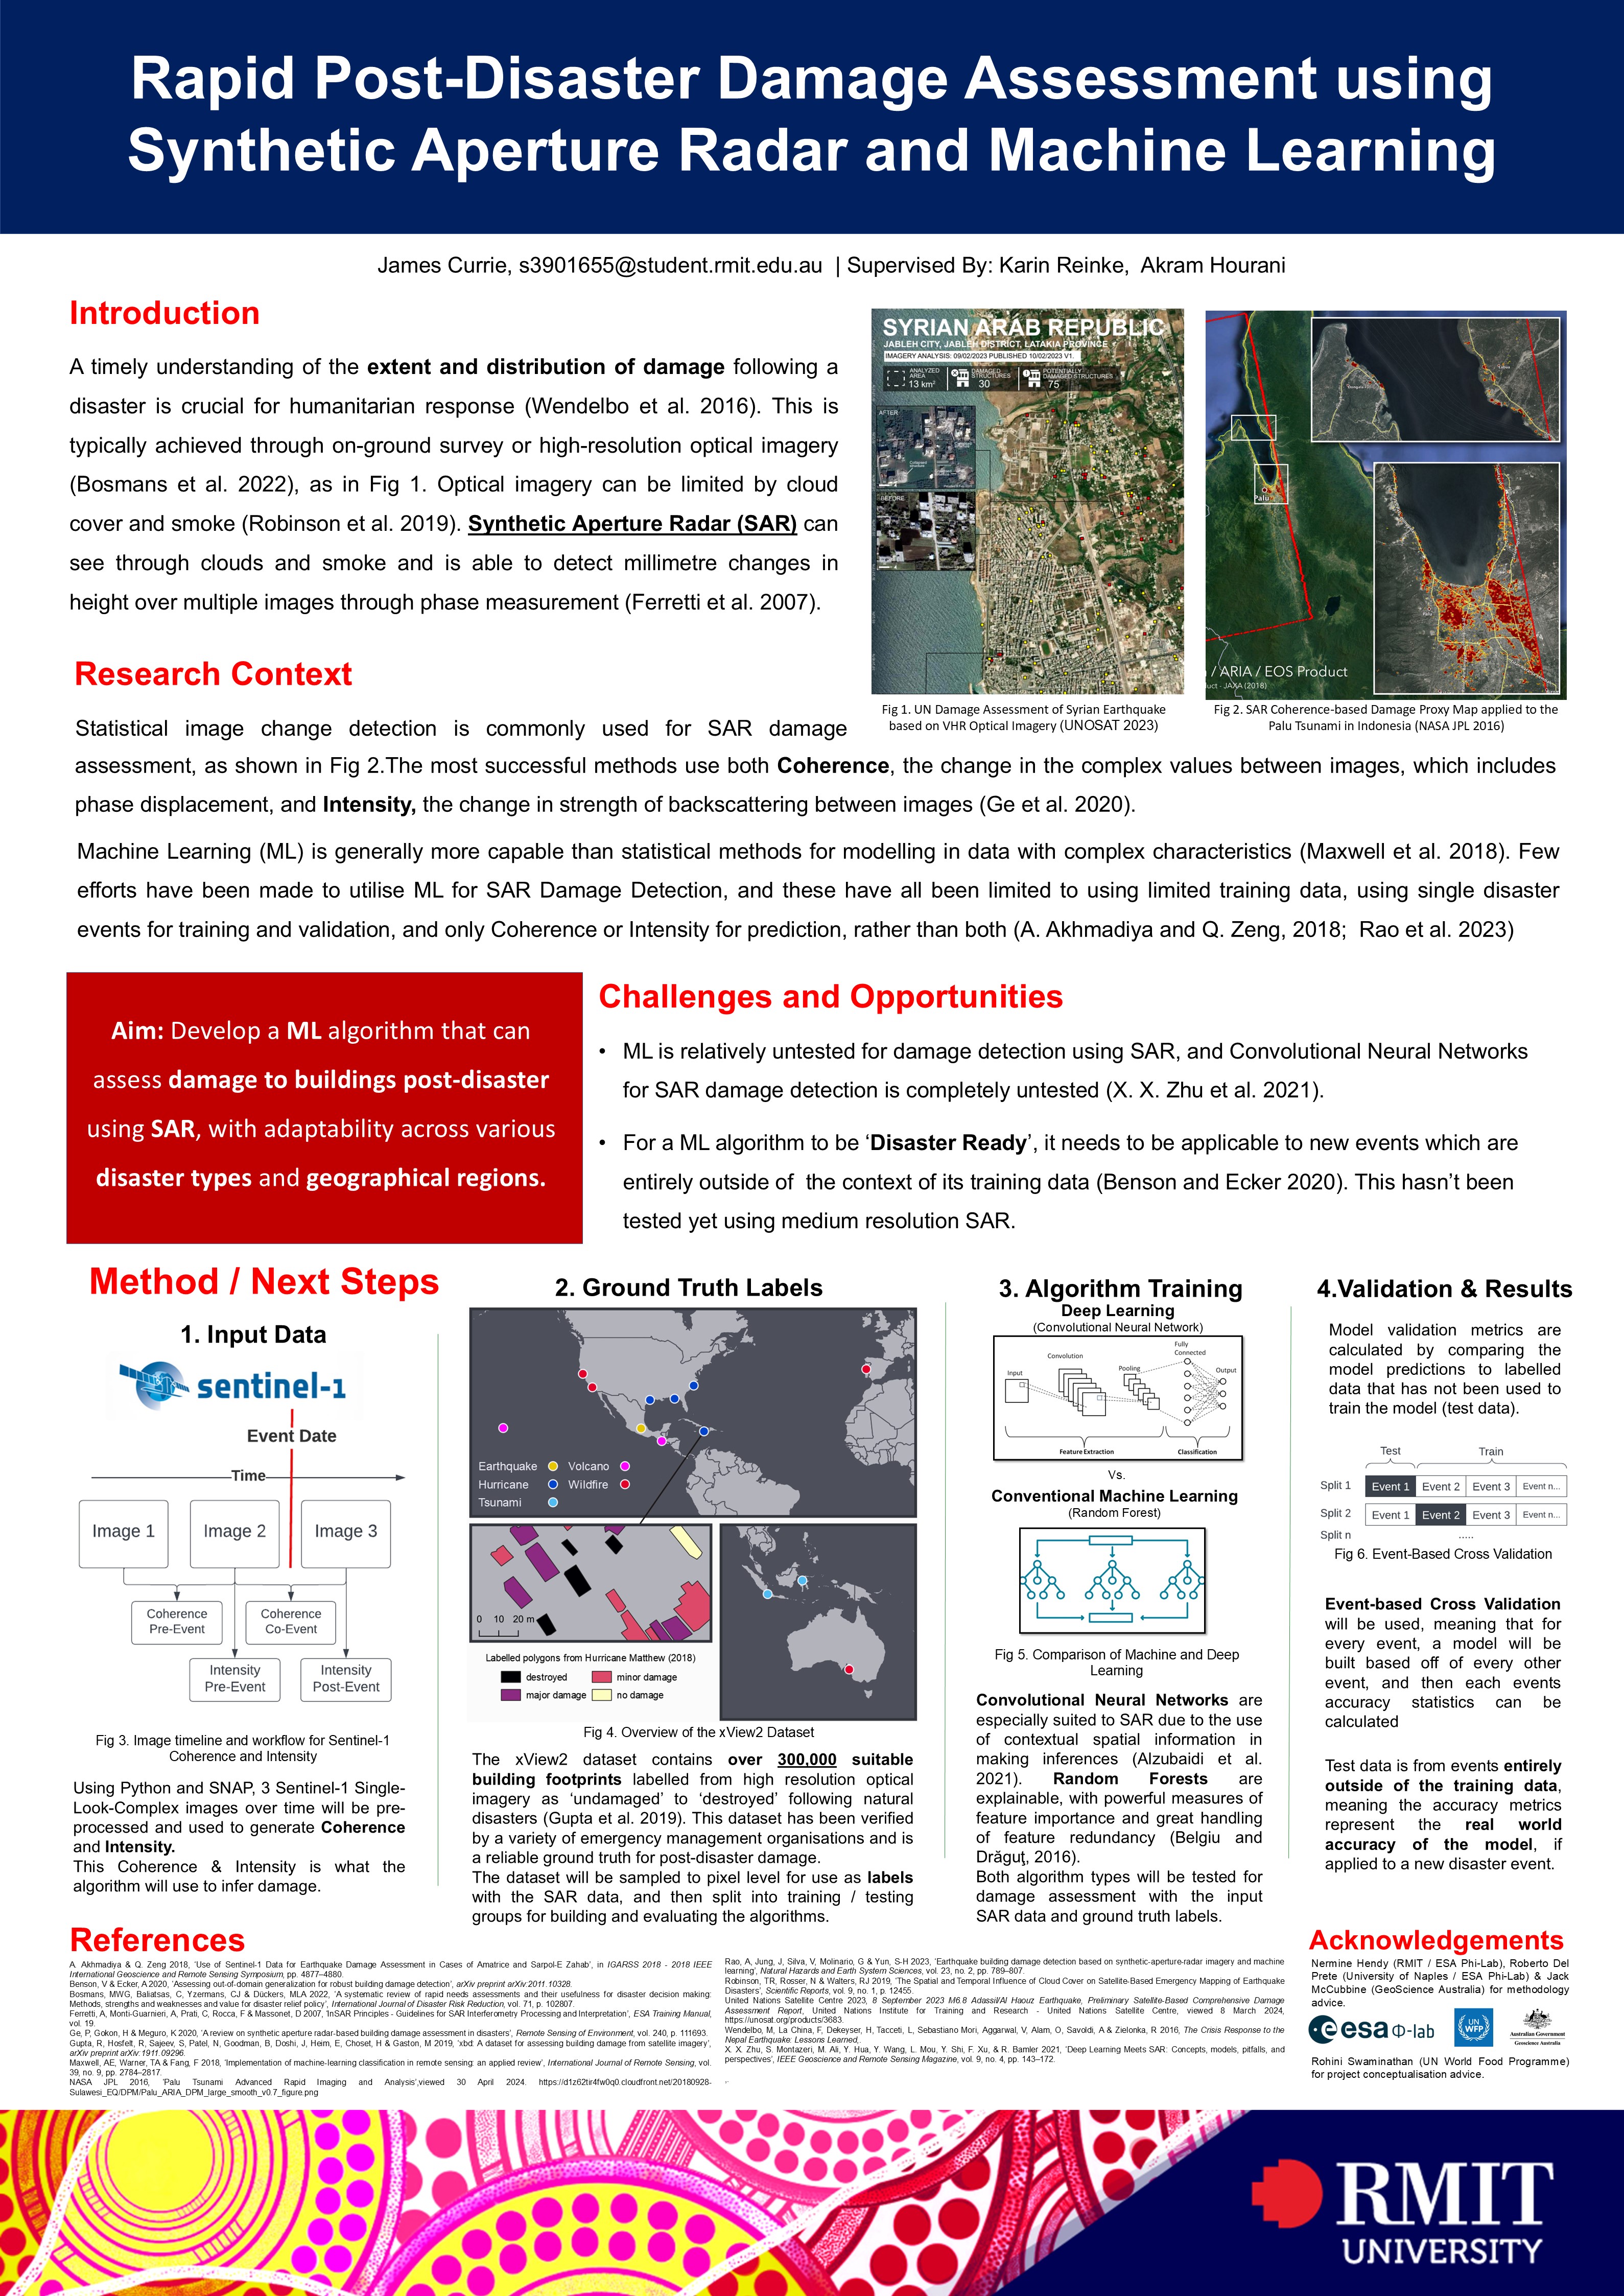 Rapid Post-Disaster Damage Assessment using
Synthetic Aperture Radar and Machine Learning
James Currie, s3901655@student.rmit.edu.au | Supervised By: Karin Reinke, Akram Hourani
Introduction
A timely understanding of the extent and distribution of damage following a
disaster is crucial for humanitarian response (Wendelbo et al. 2016). This is
typically achieved through on-ground survey or high-resolution optical imagery
(Bosmans et al. 2022), as in Fig 1. Optical imagery can be limited by cloud
cover and smoke (Robinson et al. 2019). Synthetic Aperture Radar (SAR) can
see through clouds and smoke and is able to detect millimetre changes in
height over multiple images through phase measurement (Ferretti et al. 2007).
SYRIAN ARAB REPUBLIC
JABLEH CITY, JABLEH DISTRICT, LATAKIA PROVINCE
IMAGERY ANALYSIS: 09/02/2023 PUBLISHED 10/02/2023 V1
ANALYZED AREA
13 km²
DAMAGED STRUCTURES
30
POTENTIALLY DAMAGED STRUCTURES
75
AFTER
BEFORE
Fig 1. UN Damage Assessment of Syrian Earthquake
based on VHR Optical Imagery (UNOSAT 2023)
Palu
/ ARIA / EOS Product
uct - JAXA (2018)
Fig 2. SAR Coherence-based Damage Proxy Map applied to the
Palu Tsunami in Indonesia (NASA JPL 2016)
Research Context
Statistical image change detection is commonly used for SAR damage
assessment, as shown in Fig 2.The most successful methods use both Coherence, the change in the complex values between images, which includes
phase displacement, and Intensity, the change in strength of backscattering between images (Ge et al. 2020).
Machine Learning (ML) is generally more capable than statistical methods for modelling in data with complex characteristics (Maxwell et al. 2018). Few
efforts have been made to utilise ML for SAR Damage Detection, and these have all been limited to using limited training data, using single disaster
events for training and validation, and only Coherence or Intensity for prediction, rather than both (A. Akhmadiya and Q. Zeng, 2018; Rao et al. 2023)
Aim: Develop a ML algorithm that can
assess damage to buildings post-disaster
using SAR, with adaptability across various
disaster types and geographical regions.
Challenges and Opportunities
• ML is relatively untested for damage detection using SAR, and Convolutional Neural Networks
for SAR damage detection is completely untested (X. X. Zhu et al. 2021).
• For a ML algorithm to be ‘Disaster Ready’, it needs to be applicable to new events which are
entirely outside of the context of its training data (Benson and Ecker 2020). This hasn’t been
tested yet using medium resolution SAR.
Method / Next Steps
1. Input Data
sentinel-1
Event Date
Time
Image 1
Image 2
Image 3
Coherence
Pre-Event
Coherence
Co-Event
Intensity
Pre-Event
Intensity
Post-Event
Fig 3. Image timeline and workflow for Sentinel-1
Coherence and Intensity
Using Python and SNAP, 3 Sentinel-1 Single-
Look-Complex images over time will be pre-
processed and used to generate Coherence
and Intensity.
This Coherence & Intensity is what the
algorithm will use to infer damage.
2. Ground Truth Labels
Earthquake
Volcano
Hurricane
Wildfire
Tsunami
0 10 20 m
Labelled polygons from Hurricane Matthew (2018)
destroyed
minor damage
major damage
no damage
Fig 4. Overview of the xView2 Dataset
The xView2 dataset contains over 300,000 suitable
building footprints labelled from high resolution optical
imagery as ‘undamaged’ to ‘destroyed’ following natural
disasters (Gupta et al. 2019). This dataset has been verified
by a variety of emergency management organisations and is
a reliable ground truth for post-disaster damage.
The dataset will be sampled to pixel level for use as labels
with the SAR data, and then split into training / testing
groups for building and evaluating the algorithms.
3. Algorithm Training
Deep Learning
(Convolutional Neural Network)
Input
Convolution
Pooling
Fully
Connected
Output
Feature Extraction
Classification
Vs.
Conventional Machine Learning
(Random Forest)
Fig 5. Comparison of Machine and Deep
Learning
Convolutional Neural Networks are
especially suited to SAR due to the use
of contextual spatial information in
making inferences (Alzubaidi et al.
2021). Random Forests are
explainable, with powerful measures of
feature importance and great handling
of feature redundancy (Belgiu and
Drăguţ, 2016).
Both algorithm types will be tested for
damage assessment with the input
SAR data and ground truth labels.
4.Validation & Results
Model validation metrics are
calculated by comparing the
model predictions to labelled
data that has not been used to
train the model (test data).
Test
Train
Split 1 Event 1 Event 2 Event 3 Event n...
Split 2 Event 1 Event 2 Event 3 Event n...
Split n .....
Fig 6. Event-Based Cross Validation
Event-based Cross Validation
will be used, meaning that for
every event, a model will be
built based off of every other
event, and then each events
accuracy statistics can be
calculated
Test data is from events entirely
outside of the training data,
meaning the accuracy metrics
represent the real world
accuracy of the model, if
applied to a new disaster event.
References
A. Akhmadiya & Q. Zeng 2018, ‘Use of Sentinel-1 Data for Earthquake Damage Assessment in Cases of Amatrice and Sarpol-E Zahab’, in IGARSS 2018 - 2018 IEEE
International Geoscience and Remote Sensing Symposium, pp. 4877–4880.
Benson, V & Ecker, A 2020, ‘Assessing out-of-domain generalization for robust building damage detection’, arXiv preprint arXiv:2011.10328.
Bosmans, MWG, Baliatsas, C, Yzermans, CJ & Dückers, MLA 2022, ‘A systematic review of rapid needs assessments and their usefulness for disaster decision making:
Methods, strengths and weaknesses and value for disaster relief policy’, International Journal of Disaster Risk Reduction, vol. 71, p. 102807.
Ferretti, A, Monti-Guarnieri, A, Prati, C, Rocca, F & Massonet, D 2007, ‘InSAR Principles - Guidelines for SAR Interferometry Processing and Interpretation’, ESA Training Manual,
vol. 19.
Ge, P, Gokon, H & Meguro, K 2020, ‘A review on synthetic aperture radar-based building damage assessment in disasters’, Remote Sensing of Environment, vol. 240, p. 111693.
Gupta, R, Hosfelt, R, Sajeev, S, Patel, N, Goodman, B, Doshi, J, Heim, E, Choset, H & Gaston, M 2019, ‘xbd: A dataset for assessing building damage from satellite imagery’,
arXiv preprint arXiv:1911.09296.
Maxwell, AE, Warner, TA & Fang, F 2018, ‘Implementation of machine-learning classification in remote sensing: an applied review’, International Journal of Remote Sensing, vol.
39, no. 9, pp. 2784–2817.
NASA JPL 2016, ‘Palu Tsunami Advanced Rapid Imaging and Analysis’,viewed 30 April 2024. https://d1z62tir4fw0q0.cloudfront.net/20180928-
Sulawesi_EQ/DPM/Palu_ARIA_DPM_large_smooth_v0.7_figure.png
Rao, A, Jung, J, Silva, V, Molinario, G & Yun, S-H 2023, ‘Earthquake building damage detection based on synthetic-aperture-radar imagery and machine
learning’, Natural Hazards and Earth System Sciences, vol. 23, no. 2, pp. 789–807.
Robinson, TR, Rosser, N & Walters, RJ 2019, ‘The Spatial and Temporal Influence of Cloud Cover on Satellite-Based Emergency Mapping of Earthquake
Disasters’, Scientific Reports, vol. 9, no. 1, p. 12455.
United Nations Satellite Centre 2023, 8 September 2023 M6.8 Adassil/Al Haouz Earthquake, Preliminary Satellite-Based Comprehensive Damage
Assessment Report, United Nations Institute for Training and Research - United Nations Satellite Centre, viewed 8 March 2024,
https://unosat.org/products/3683.
Wendelbo, M, La China, F, Dekeyser, H, Tacceti, L, Sebastiano Mori, Aggarwal, V, Alam, O, Savoldi, A & Zielonka, R 2016, The Crisis Response to the
Nepal Earthquake: Lessons Learned,.
X. X. Zhu, S. Montazeri, M. Ali, Y. Hua, Y. Wang, L. Mou, Y. Shi, F. Xu, & R. Bamler 2021, ‘Deep Learning Meets SAR: Concepts, models, pitfalls, and
perspectives’, IEEE Geoscience and Remote Sensing Magazine, vol. 9, no. 4, pp. 143–172.
Acknowledgements
Nermine Hendy (RMIT / ESA Phi-Lab), Roberto Del
Prete (University of Naples / ESA Phi-Lab) & Jack
McCubbine (GeoScience Australia) for methodology
advice.
esa Φ-lab
UN
WFP
Australian Government
Geoscience Australia
Rohini Swaminathan (UN World Food Programme)
for project conceptualisation advice.
RMIT
UNIVERSITY